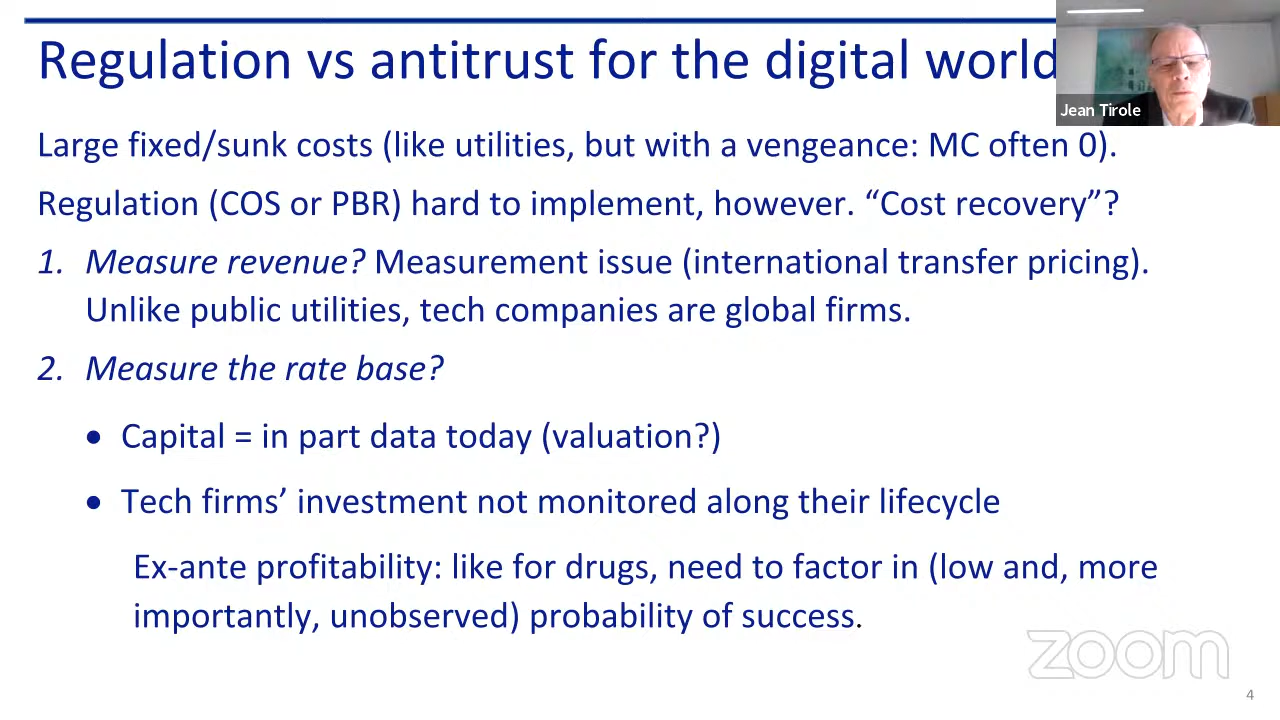 Regulation vs antitrust for the digital world
Jean Tirole
Large fixed/sunk costs (like utilities, but with a vengeance: MC often 0).
Regulation (COS or PBR) hard to implement, however. “Cost recovery”?
1. Measure revenue? Measurement issue (international transfer pricing).
Unlike public utilities, tech companies are global firms.
2. Measure the rate base?
• Capital = in part data today (valuation?)
• Tech firms’ investment not monitored along their lifecycle
Ex-ante profitability: like for drugs, need to factor in (low and, more
importantly, unobserved) probability of success.
zoom
4